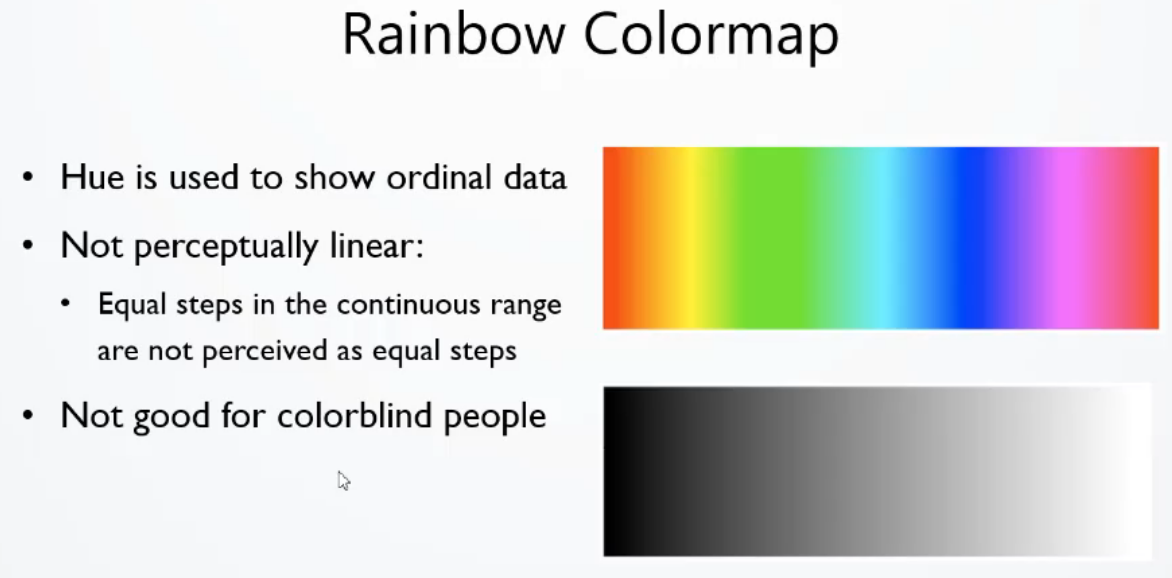 Rainbow Colormap
• Hue is used to show ordinal data
• Not perceptually linear:
• Equal steps in the continuous range
are not perceived as equal steps
• Not good for colorblind people